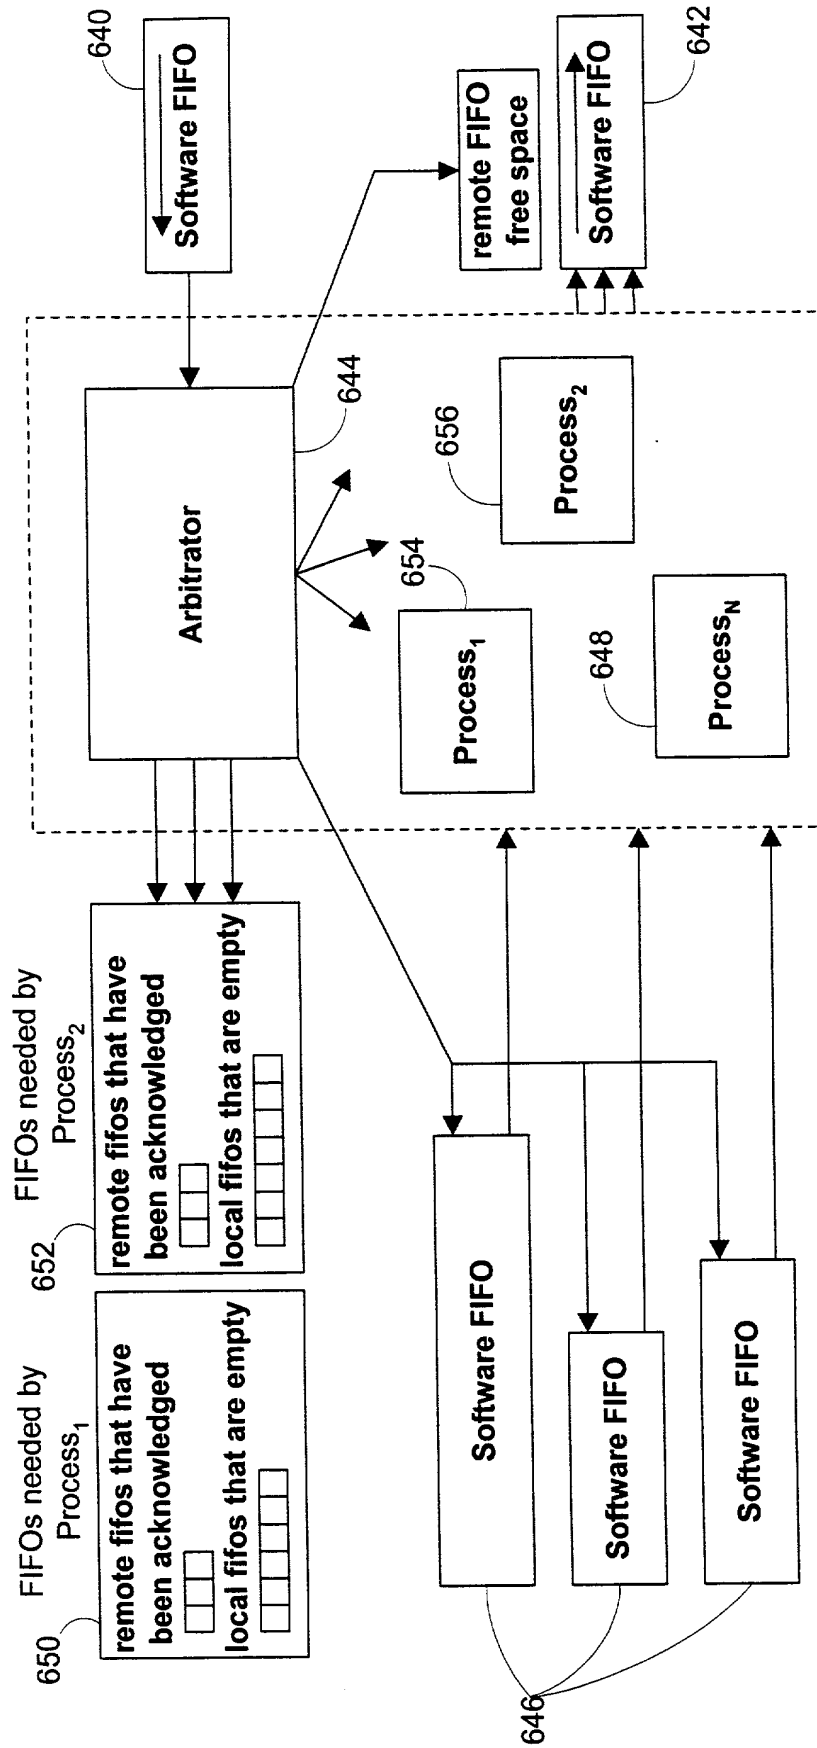 FIFOs needed by
Process1
650
remote fifos that have
been acknowledged
local fifos that are empty
FIFOs needed by
Process2
652
remote fifos that have
been acknowledged
local fifos that are empty
Arbitrator
644
640
Software FIFO
remote FIFO
free space
Software FIFO
642
Process1
654
Process2
656
ProcessN
648
Software FIFO
Software FIFO
Software FIFO
646